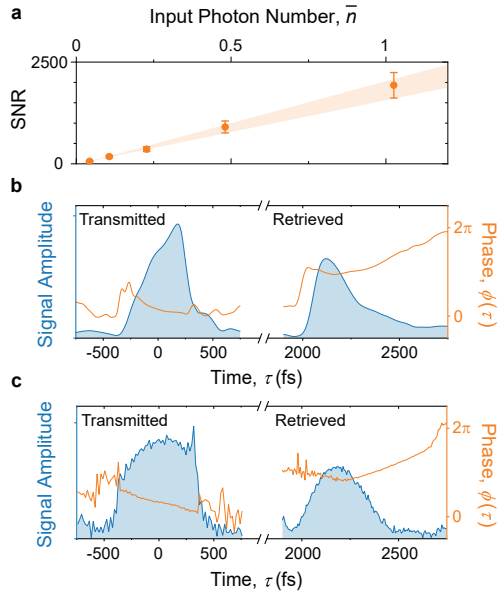 a
Input Photon Number, n̅
0 0.5 1
2500
SNR
0
b
Transmitted
Retrieved
Signal Amplitude
2π
Phase, ϕ(τ)
0
-500 0 500 2000 2500
Time, τ (fs)
c
Transmitted
Retrieved
Signal Amplitude
2π
Phase, ϕ(τ)
0
-500 0 500 2000 2500
Time, τ (fs)